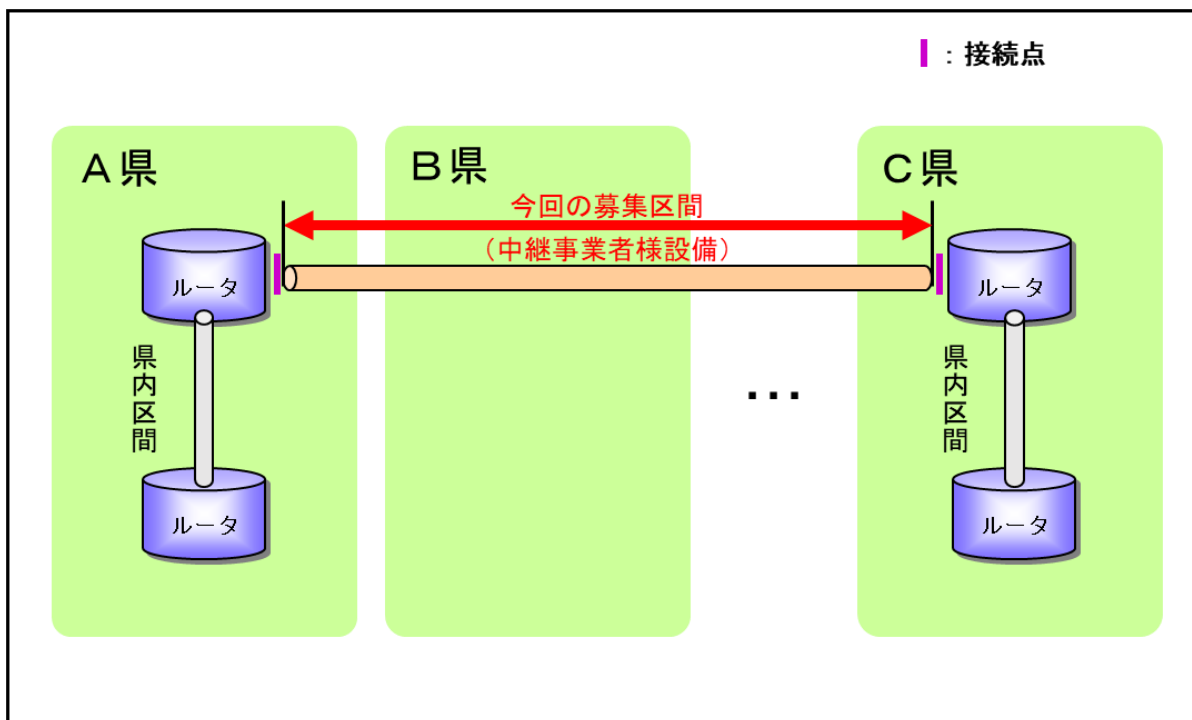 ：接続点
Ａ県
Ｂ県
Ｃ県
今回の募集区間
（中継事業者様設備）
ルータ
ルータ
県内区間
県内区間
・・・
ルータ
ルータ